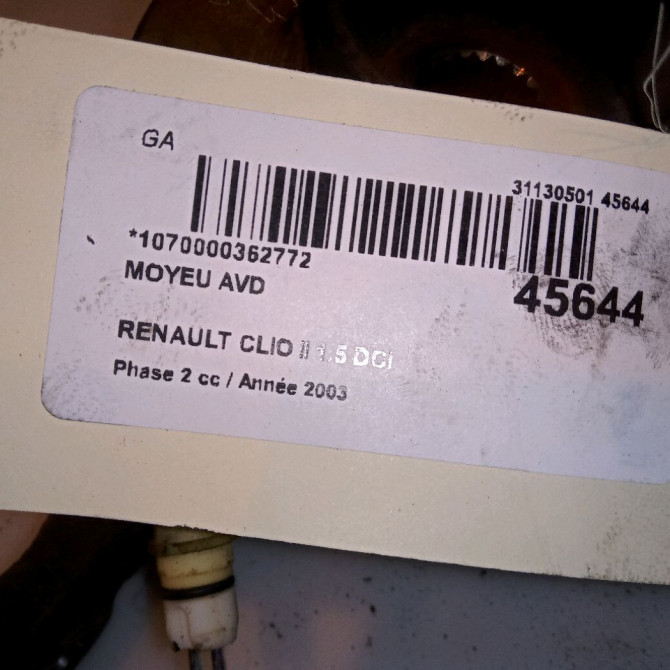 GA
31130501 45644
*1070000362772
45644
MOYEU AVD
RENAULT CLIO II 1.5 DCI
Phase 2 cc / Année 2003